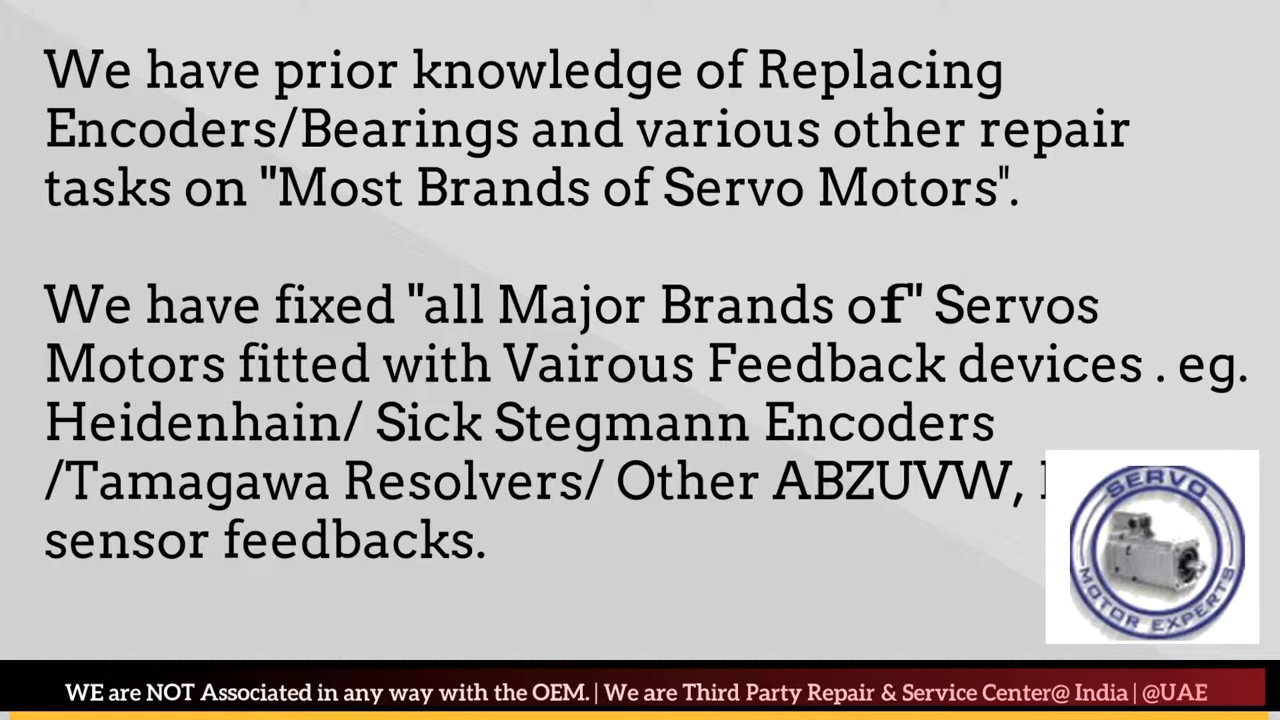 We have prior knowledge of Replacing
Encoders/Bearings and various other repair
tasks on "Most Brands of Servo Motors".
We have fixed "all Major Brands of" Servos
Motors fitted with Vairous Feedback devices . eg.
Heidenhain/ Sick Stegmann Encoders
/Tamagawa Resolvers/ Other ABZUVW,
sensor feedbacks.
SERVO
MOTOR EXPERTS
WE are NOT Associated in any way with the OEM. | We are Third Party Repair & Service Center@ India | @UAE